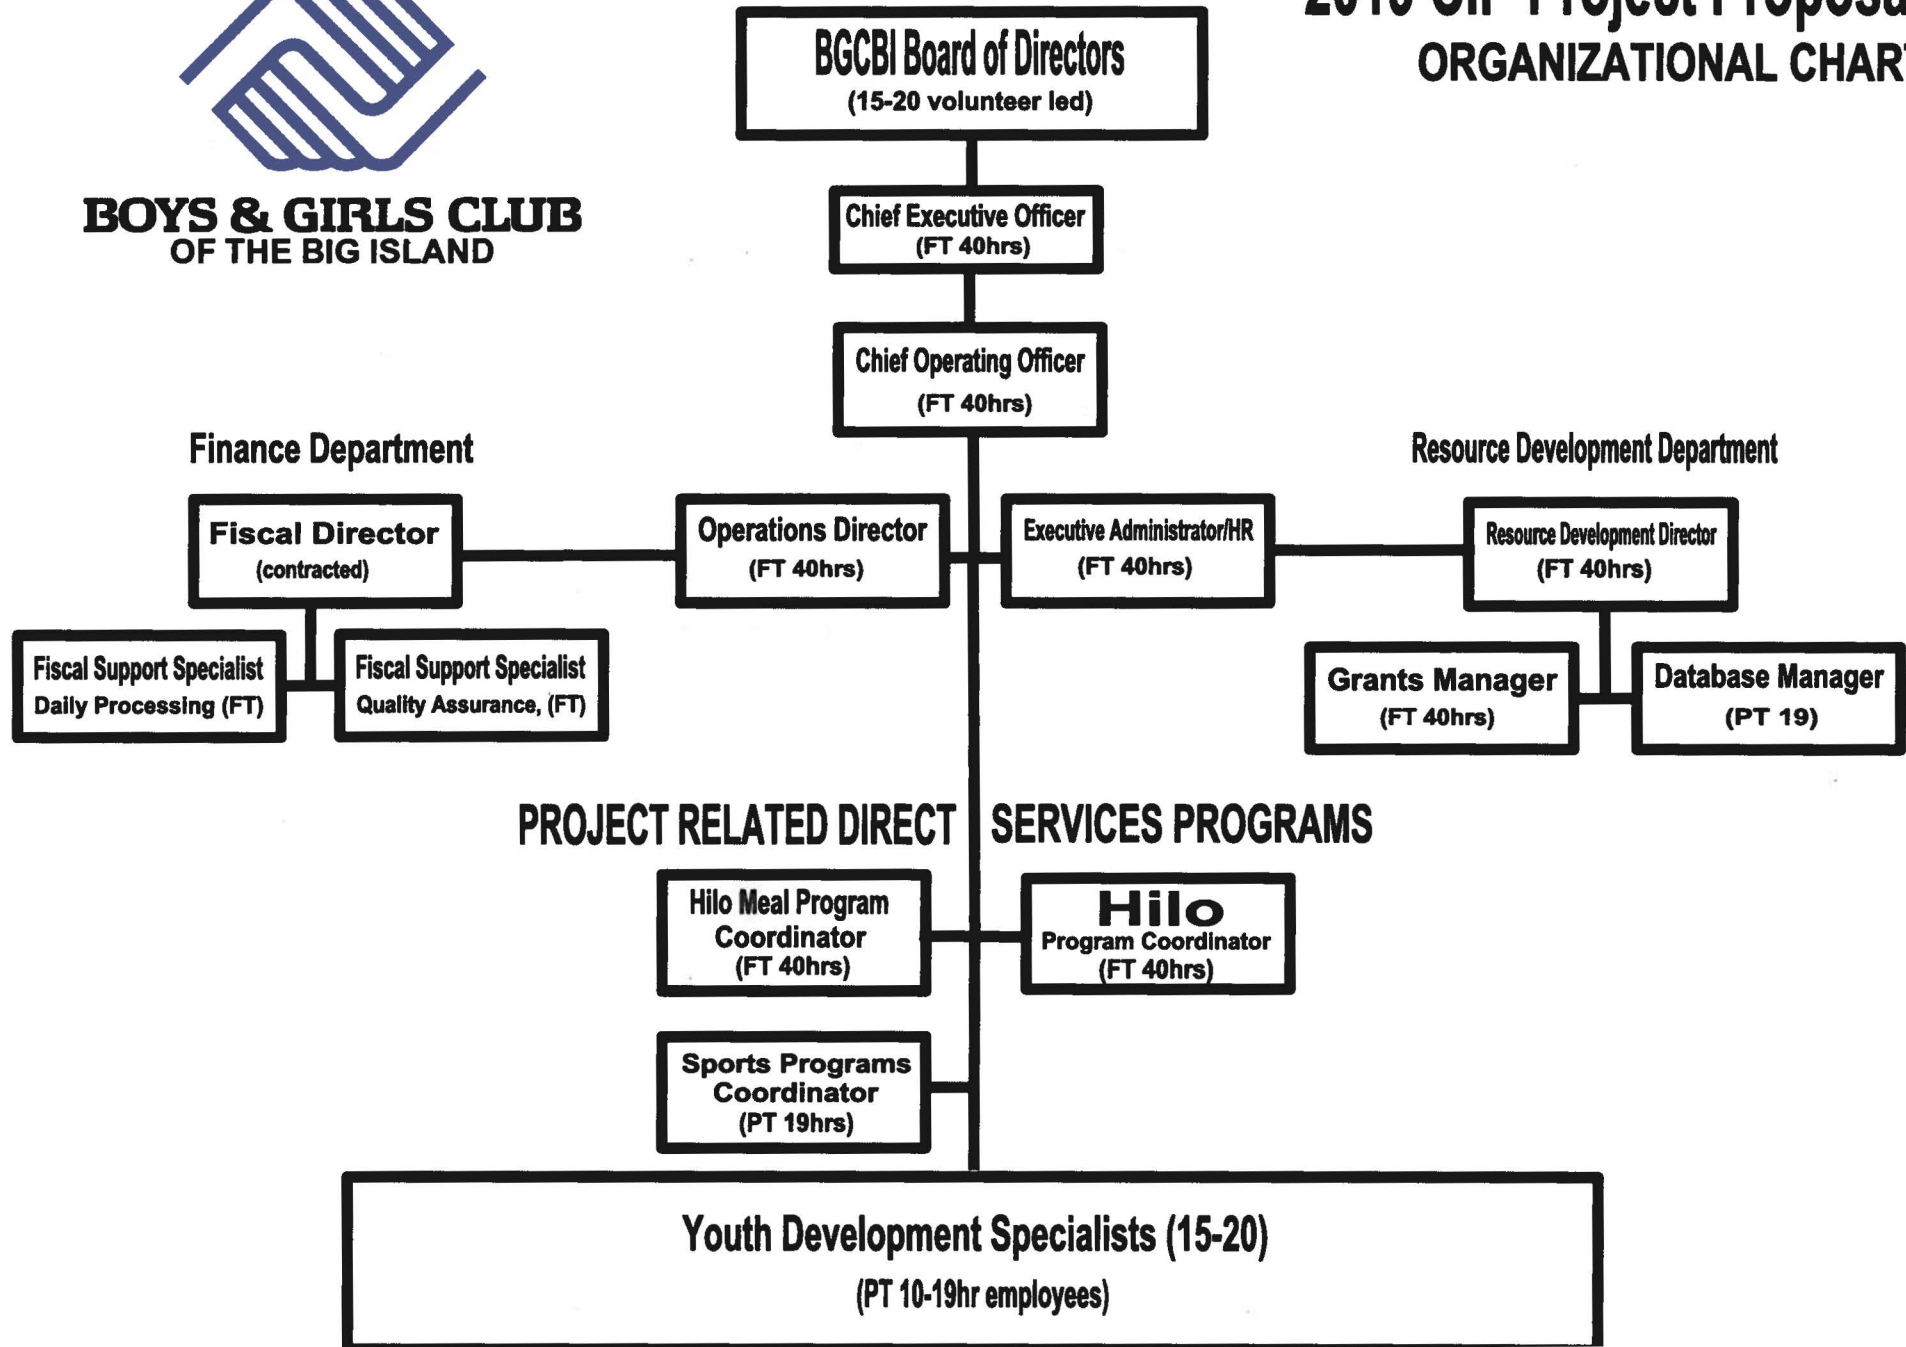 BGCBI Board of Directors
(15-20 volunteer led)
ORGANIZATIONAL CHART
BOYS & GIRLS CLUB
OF THE BIG ISLAND
Chief Executive Officer
(FT 40hrs)
Chief Operating Officer
(FT 40hrs)
Finance Department
Resource Development Department
Fiscal Director
(contracted)
Operations Director
(FT 40hrs)
Executive Administrator/HR
(FT 40hrs)
Resource Development Director
(FT 40hrs)
Fiscal Support Specialist
Daily Processing (FT)
Fiscal Support Specialist
Quality Assurance, (FT)
Grants Manager
(FT 40hrs)
Database Manager
(PT 19)
PROJECT RELATED DIRECT SERVICES PROGRAMS
Hilo Meal Program
Coordinator
(FT 40hrs)
Hilo
Program Coordinator
(FT 40hrs)
Sports Programs
Coordinator
(PT 19hrs)
Youth Development Specialists (15-20)
(PT 10-19hr employees)